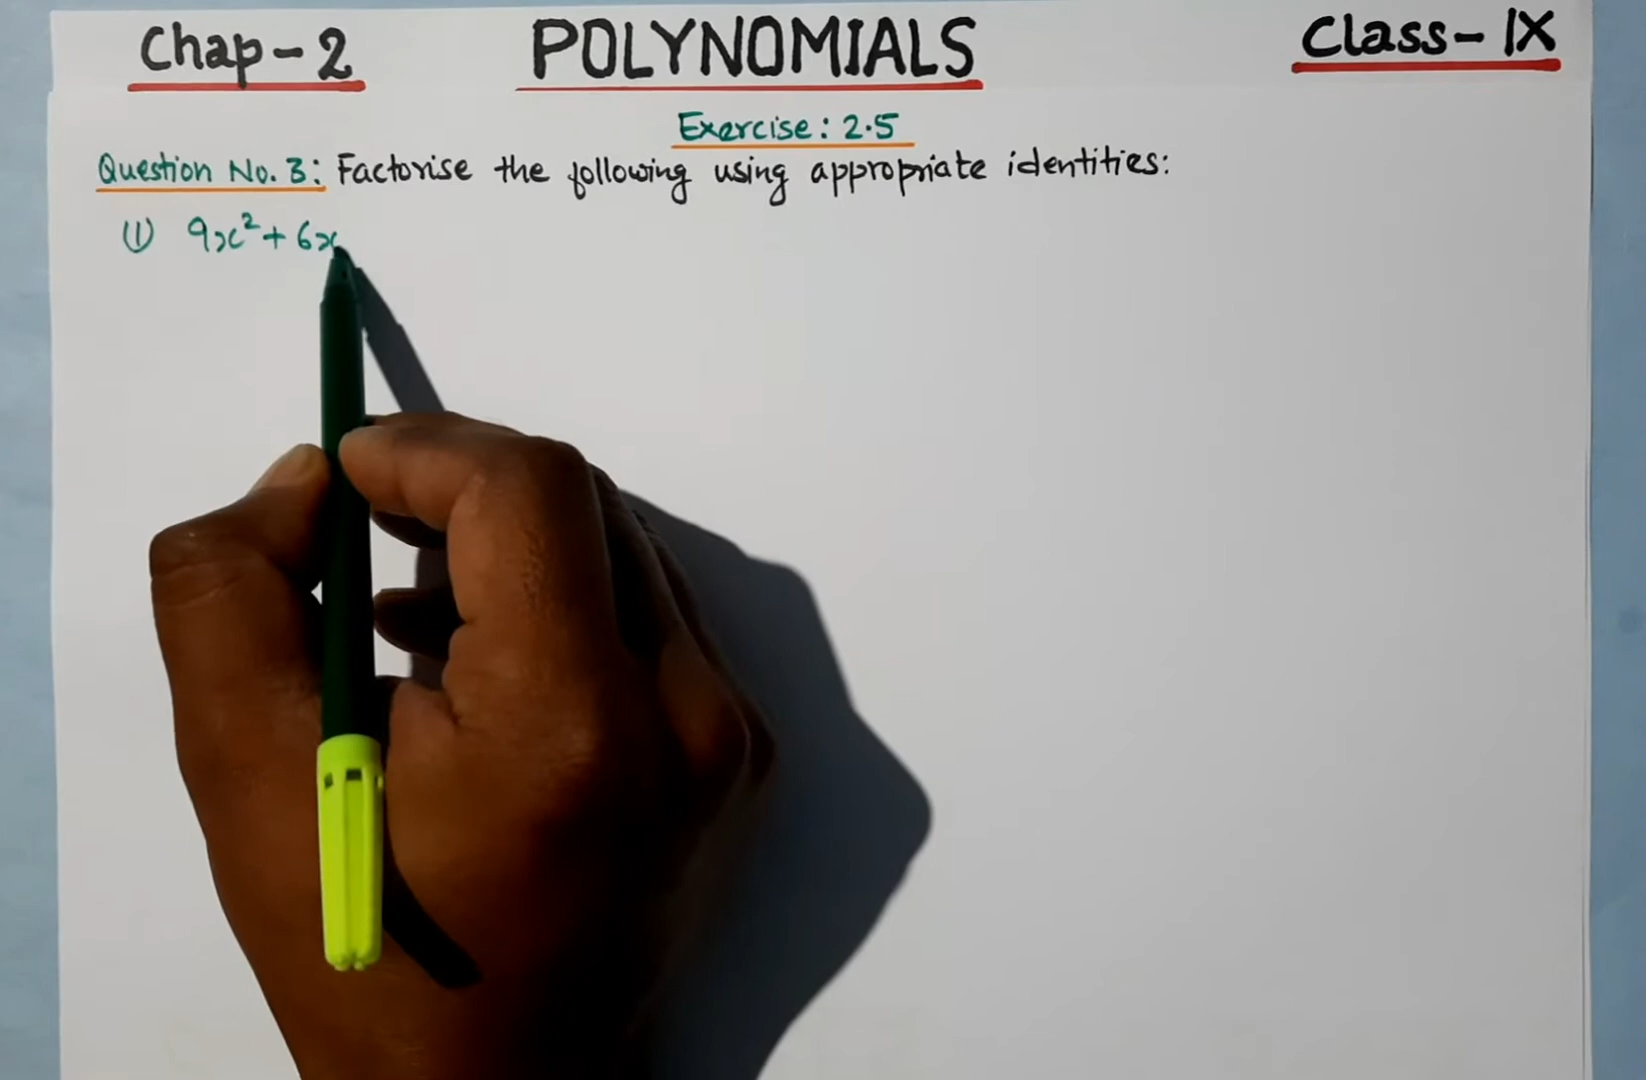 Chap-2 POLYNOMIALS Class-IX
Exercise: 2.5
Question No. 3: Factorise the following using appropriate identities:
(i) 9x² + 6x